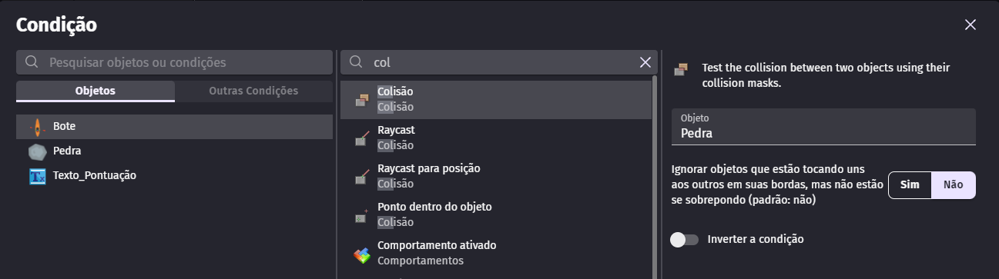 Condição
Pesquisar objetos ou condições
Objetos
Outras Condições
Bote
Pedra
Texto_Pontuação
col
Colisão
Colisão
Raycast
Colisão
Raycast para posição
Colisão
Ponto dentro do objeto
Colisão
Comportamento ativado
Comportamentos
Test the collision between two objects using their
collision masks.
Objeto
Pedra
Ignorar objetos que estão tocando uns
aos outros em suas bordas, mas não estão
se sobrepondo (padrão: não)
Sim
Não
Inverter a condição